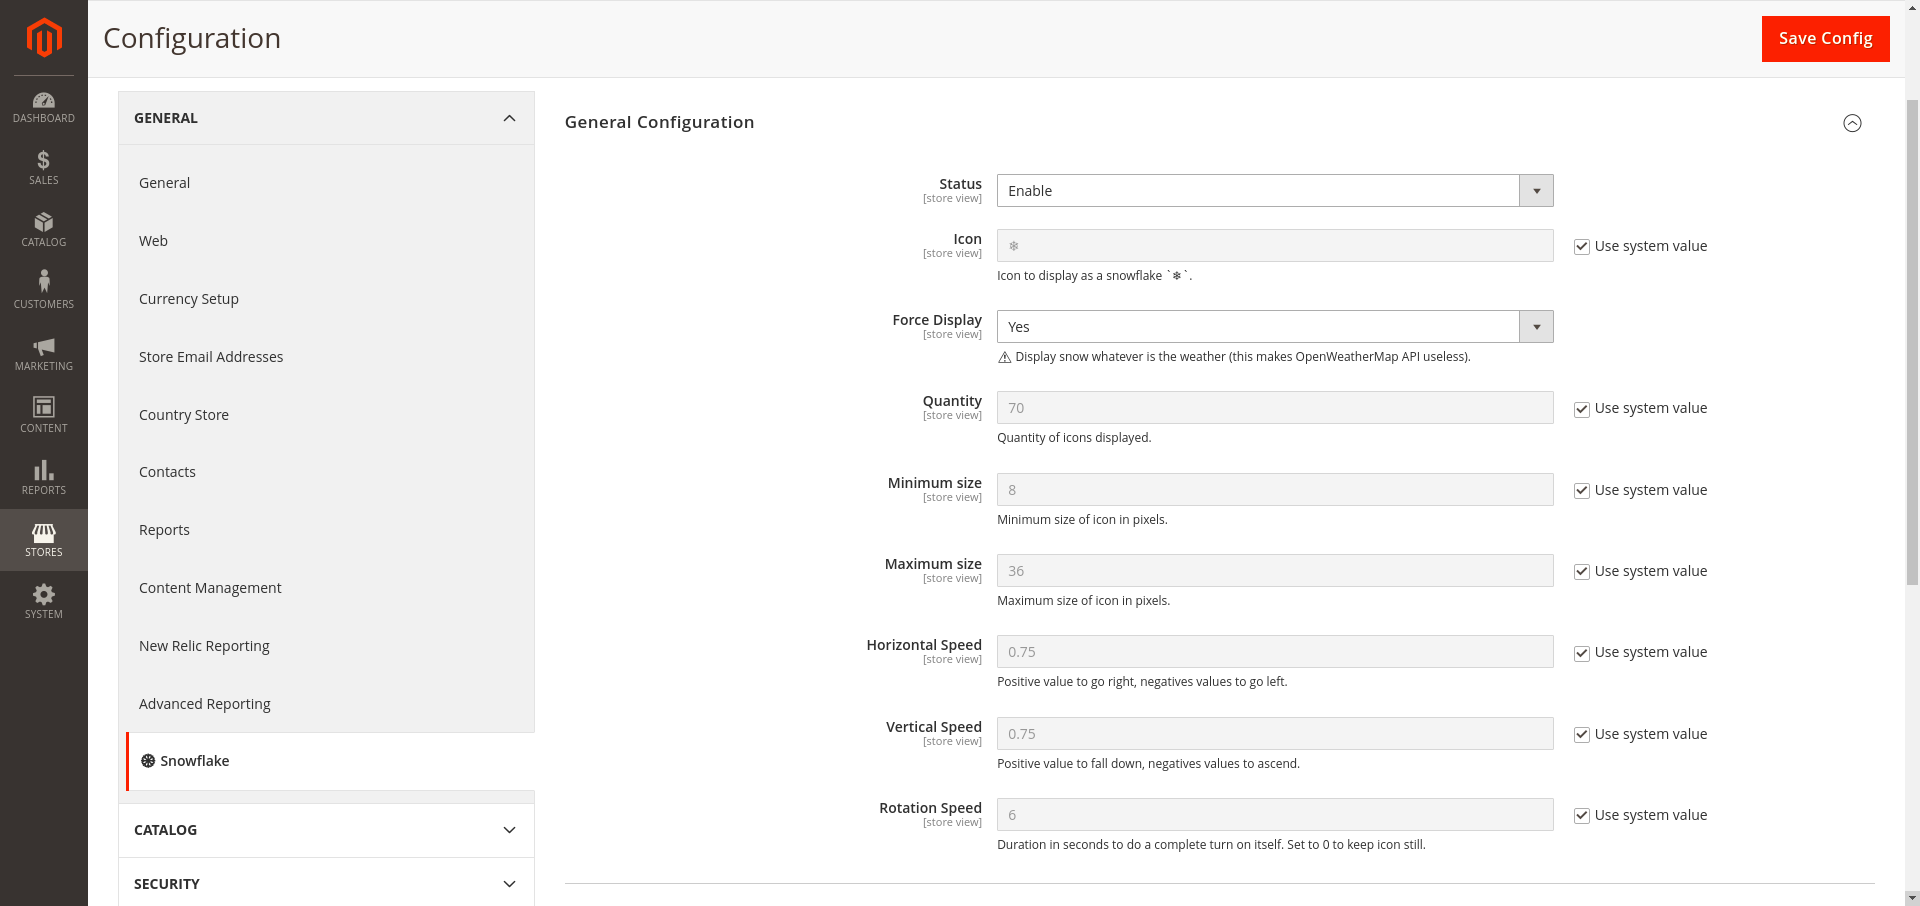 Configuration
Save Config
DASHBOARD
SALES
CATALOG
CUSTOMERS
MARKETING
CONTENT
REPORTS
STORES
SYSTEM
GENERAL
General
Web
Currency Setup
Store Email Addresses
Country Store
Contacts
Reports
Content Management
New Relic Reporting
Advanced Reporting
Snowflake
CATALOG
SECURITY
General Configuration
Status
[store view]
Enable
Icon
[store view]
❄
Use system value
Icon to display as a snowflake `❄`.
Force Display
[store view]
Yes
⚠ Display snow whatever is the weather (this makes OpenWeatherMap API useless).
Quantity
[store view]
70
Use system value
Quantity of icons displayed.
Minimum size
[store view]
8
Use system value
Minimum size of icon in pixels.
Maximum size
[store view]
36
Use system value
Maximum size of icon in pixels.
Horizontal Speed
[store view]
0.75
Use system value
Positive value to go right, negatives values to go left.
Vertical Speed
[store view]
0.75
Use system value
Positive value to fall down, negatives values to ascend.
Rotation Speed
[store view]
6
Use system value
Duration in seconds to do a complete turn on itself. Set to 0 to keep icon still.